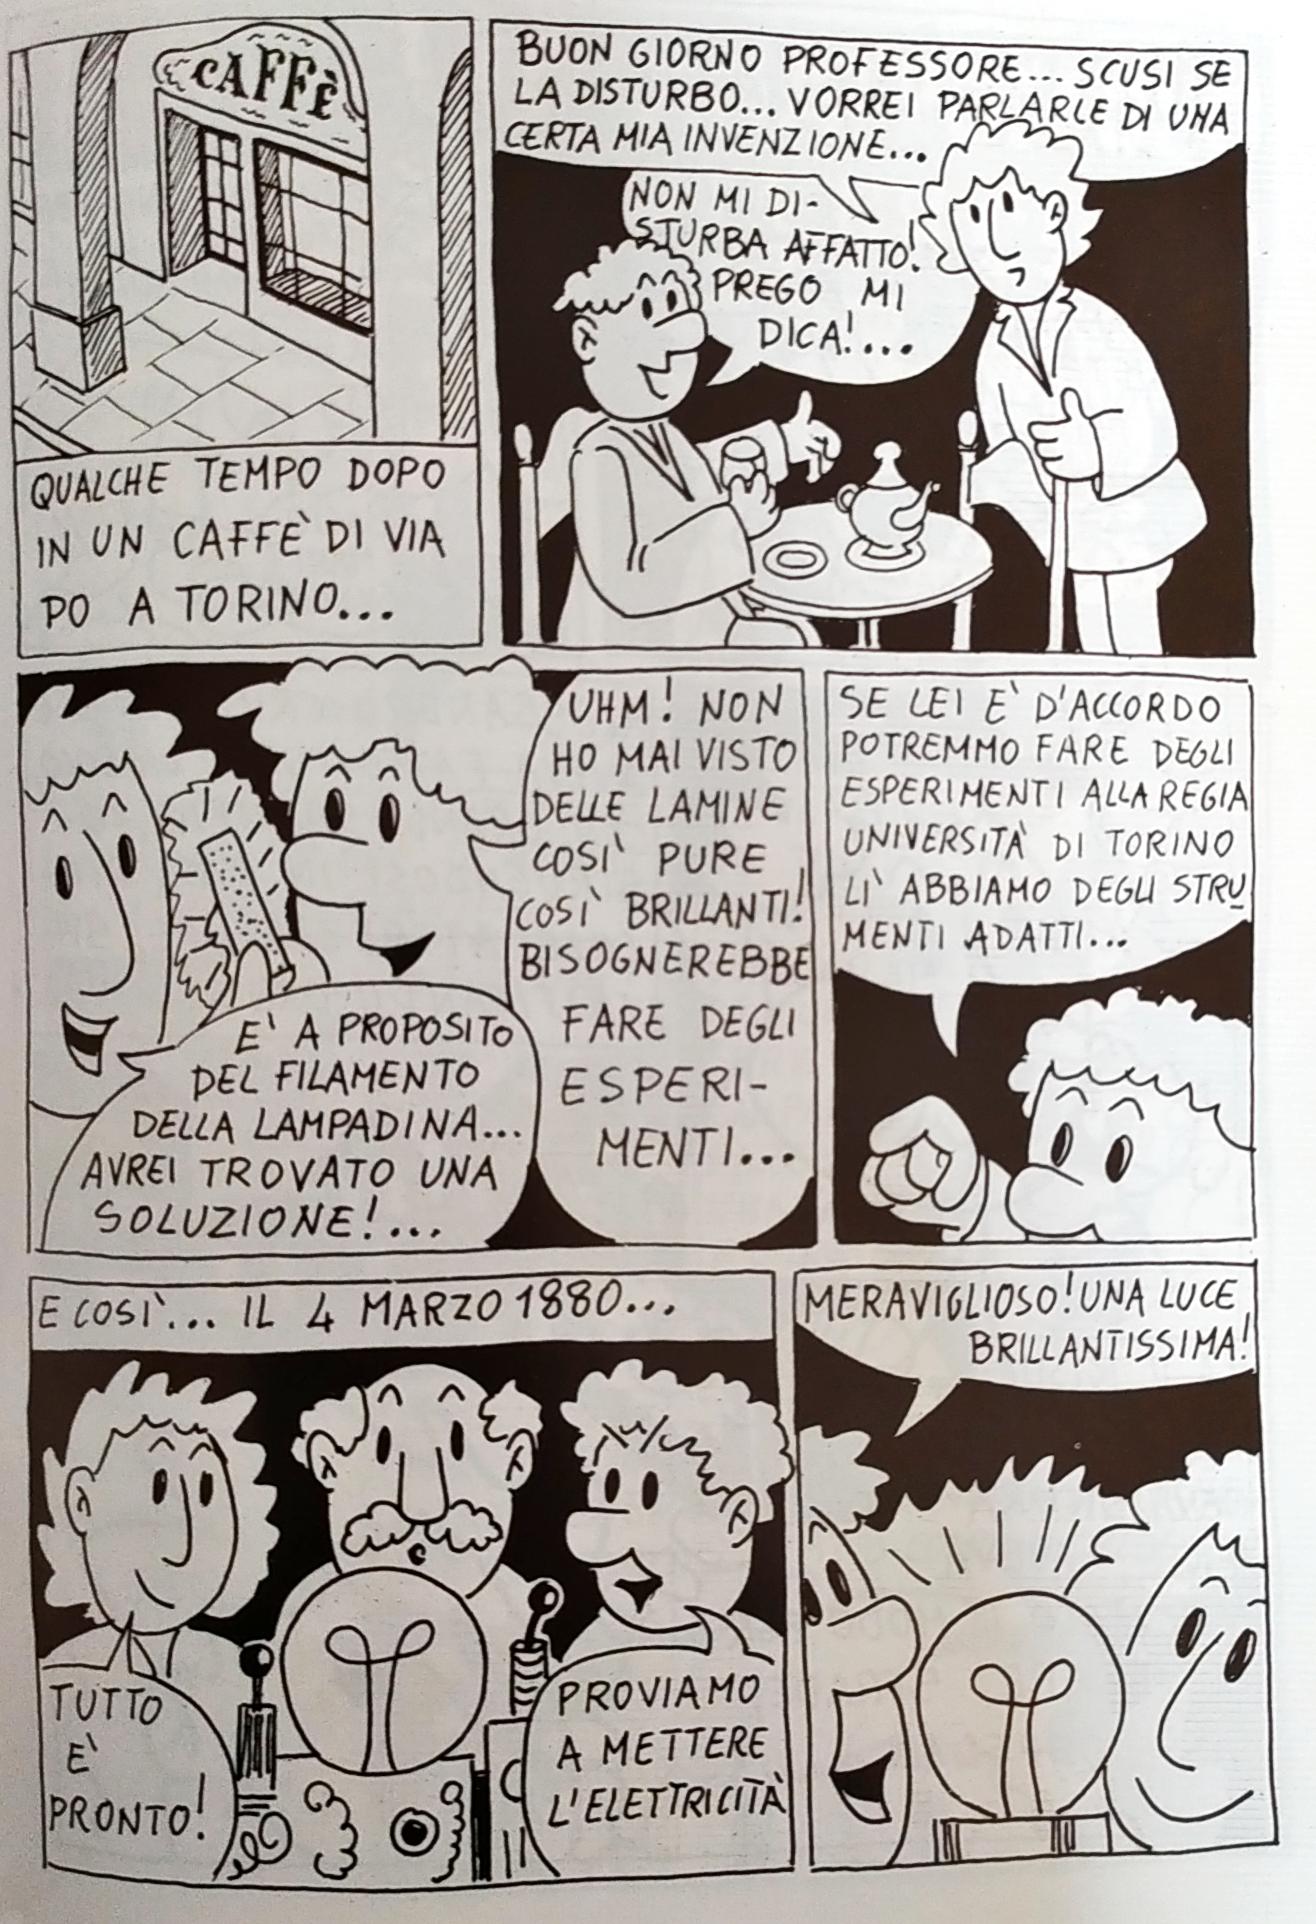 CAFFÈ
QUALCHE TEMPO DOPO
IN UN CAFFÈ DI VIA
PO A TORINO...
BUON GIORNO PROFESSORE... SCUSI SE
LA DISTURBO... VORREI PARLARLE DI UNA
CERTA MIA INVENZIONE...
NON MI DI-
STURBA AFFATTO!
PREGO MI
DICA!...
UHM! NON
HO MAI VISTO
DELLE LAMINE
COSÌ PURE
COSÌ BRILLANTI!
BISOGNEREBBE
FARE DEGLI
ESPERI-
MENTI...
E' A PROPOSITO
DEL FILAMENTO
DELLA LAMPADINA...
AVREI TROVATO UNA
SOLUZIONE!...
SE LEI E' D'ACCORDO
POTREMMO FARE DEGLI
ESPERIMENTI ALLA REGIA
UNIVERSITÀ DI TORINO
LI' ABBIAMO DEGLI STRU
MENTI ADATTI...
E COSÌ... IL 4 MARZO 1880...
TUTTO
E'
PRONTO!
PROVIAMO
A METTERE
L'ELETTRICITÀ
MERAVIGLIOSO! UNA LUCE
BRILLANTISSIMA!